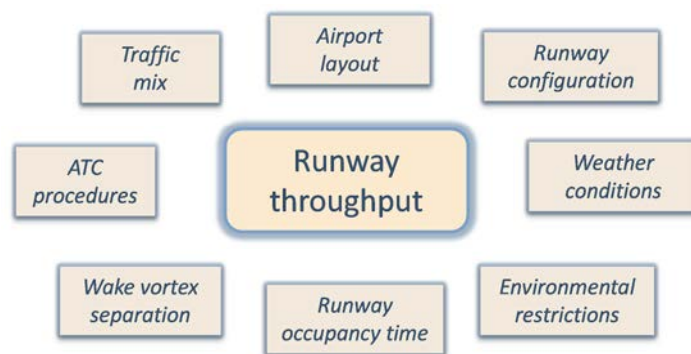 Traffic
mix
Airport
layout
Runway
configuration
ATC
procedures
Runway
throughput
Weather
conditions
Wake vortex
separation
Runway
occupancy time
Environmental
restrictions